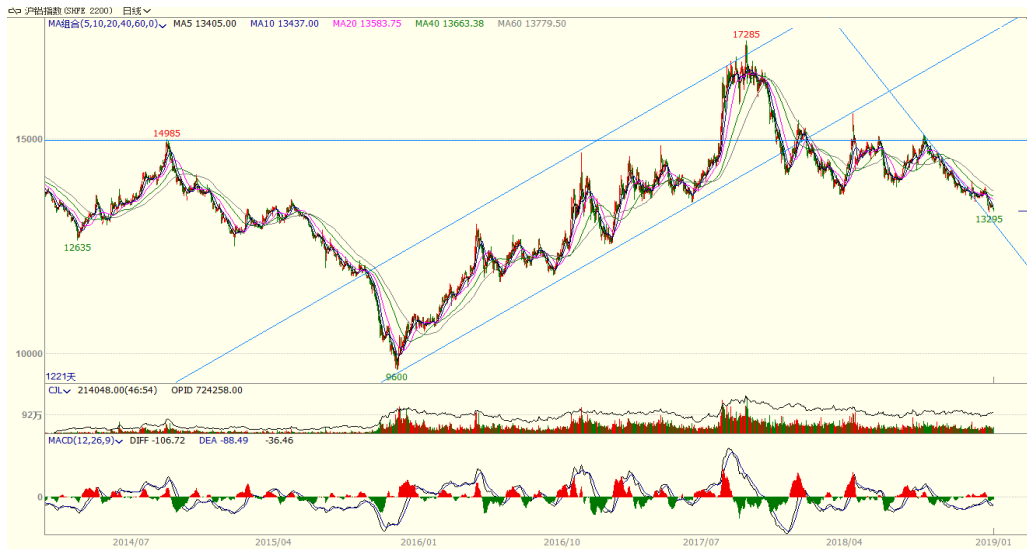 沪铝指数(SHFE 2200) 日线
MA组合(5,10,20,40,60,0) MA5 13405.00 MA10 13437.00 MA20 13583.75 MA40 13663.38 MA60 13779.50
17285
15000
14985
12635
13295
10000
9600
1221天
CJL 214048.00(46:54) OPID 724258.00
92万
MACD(12,26,9) DIFF -106.72 DEA -88.49 -36.46
0
2014/07 2015/04 2016/01 2016/10 2017/07 2018/04 2019/01